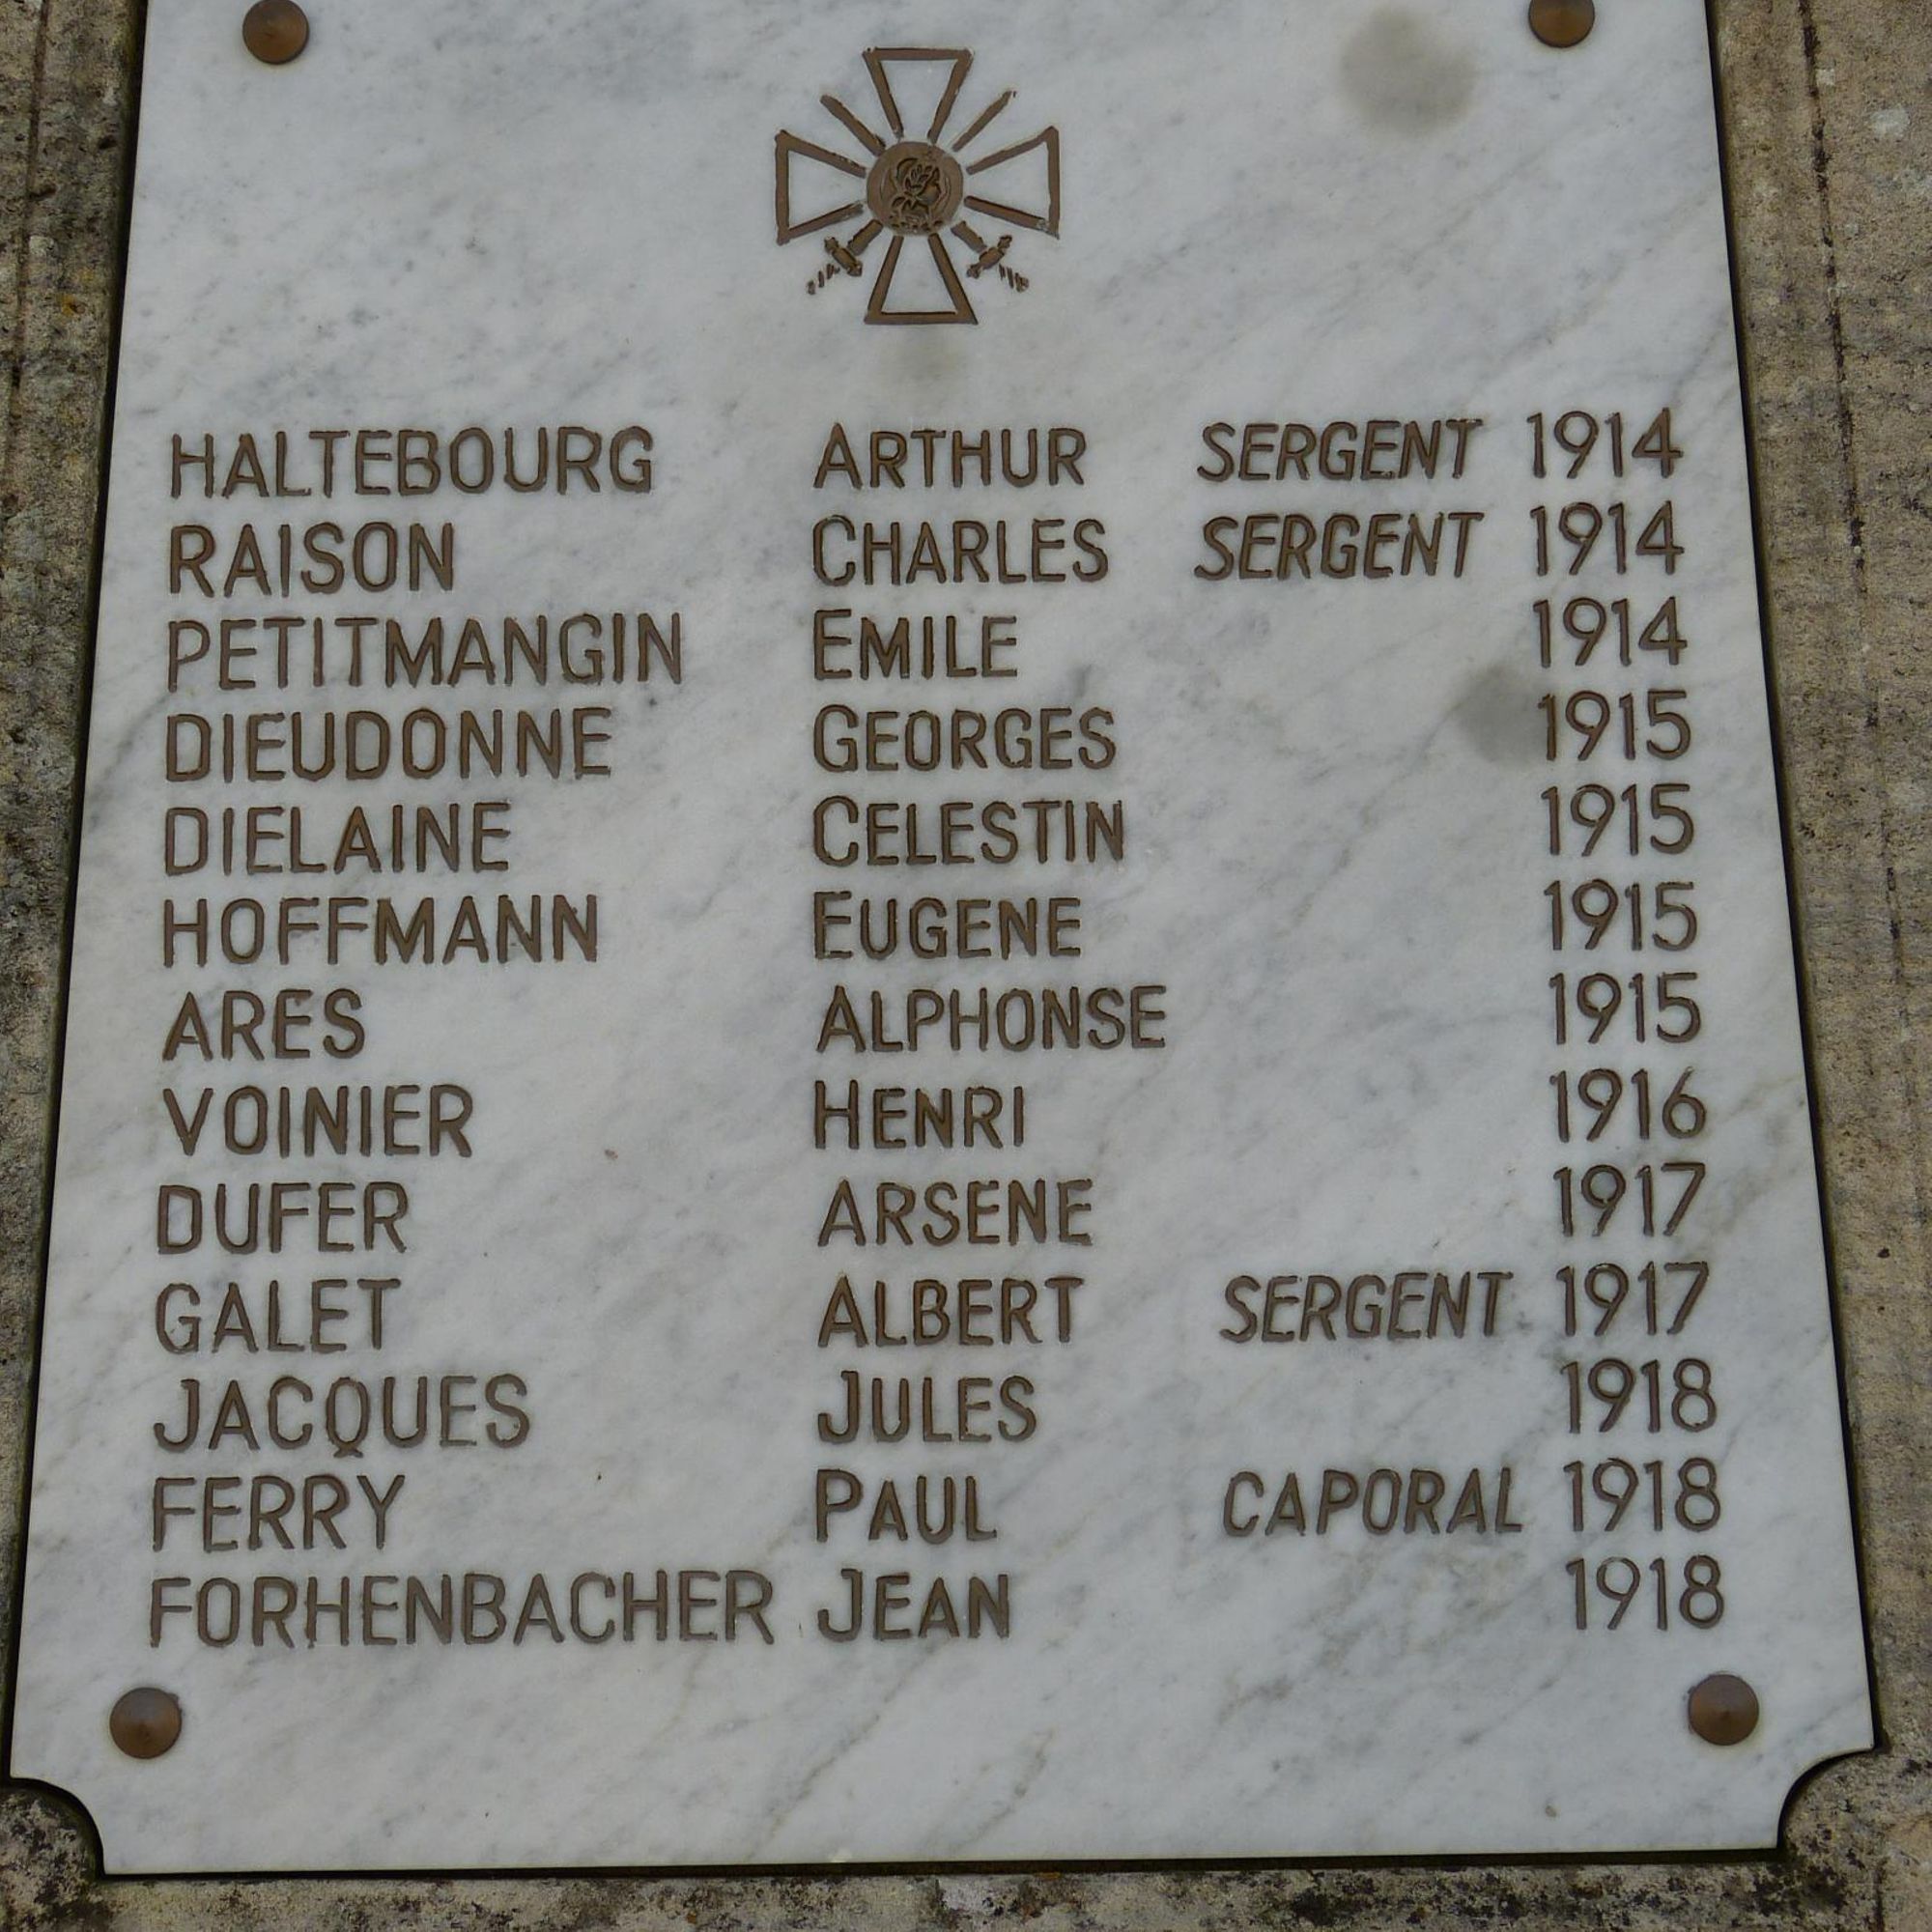 HALTEBOURG ARTHUR SERGENT 1914
RAISON CHARLES SERGENT 1914
PETITMANGIN EMILE 1914
DIEUDONNE GEORGES 1915
DIELAINE CELESTIN 1915
HOFFMANN EUGENE 1915
ARES ALPHONSE 1915
VOINIER HENRI 1916
DUFER ARSENE 1917
GALET ALBERT SERGENT 1917
JACQUES JULES 1918
FERRY PAUL CAPORAL 1918
FORHENBACHER JEAN 1918